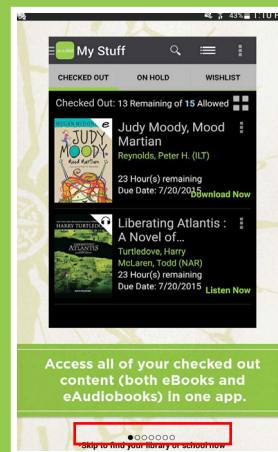 43% 1:10 P
My Stuff
CHECKED OUT ON HOLD WISHLIST
Checked Out: 13 Remaining of 15 Allowed
MEGAN MCDONALD
JUDY
MOODY
Mood Martian
Judy Moody, Mood
Martian
Reynolds, Peter H. (ILT)
23 Hour(s) remaining
Due Date: 7/20/2015
Download Now
HARRY TURTLEDOVE
LIBERATING
ATLANTIS
Liberating Atlantis :
A Novel of...
Turtledove, Harry
McLaren, Todd (NAR)
23 Hour(s) remaining
Due Date: 7/20/2015 Listen Now
Access all of your checked out
content (both eBooks and
eAudiobooks) in one app.
Skip to find your library or school now